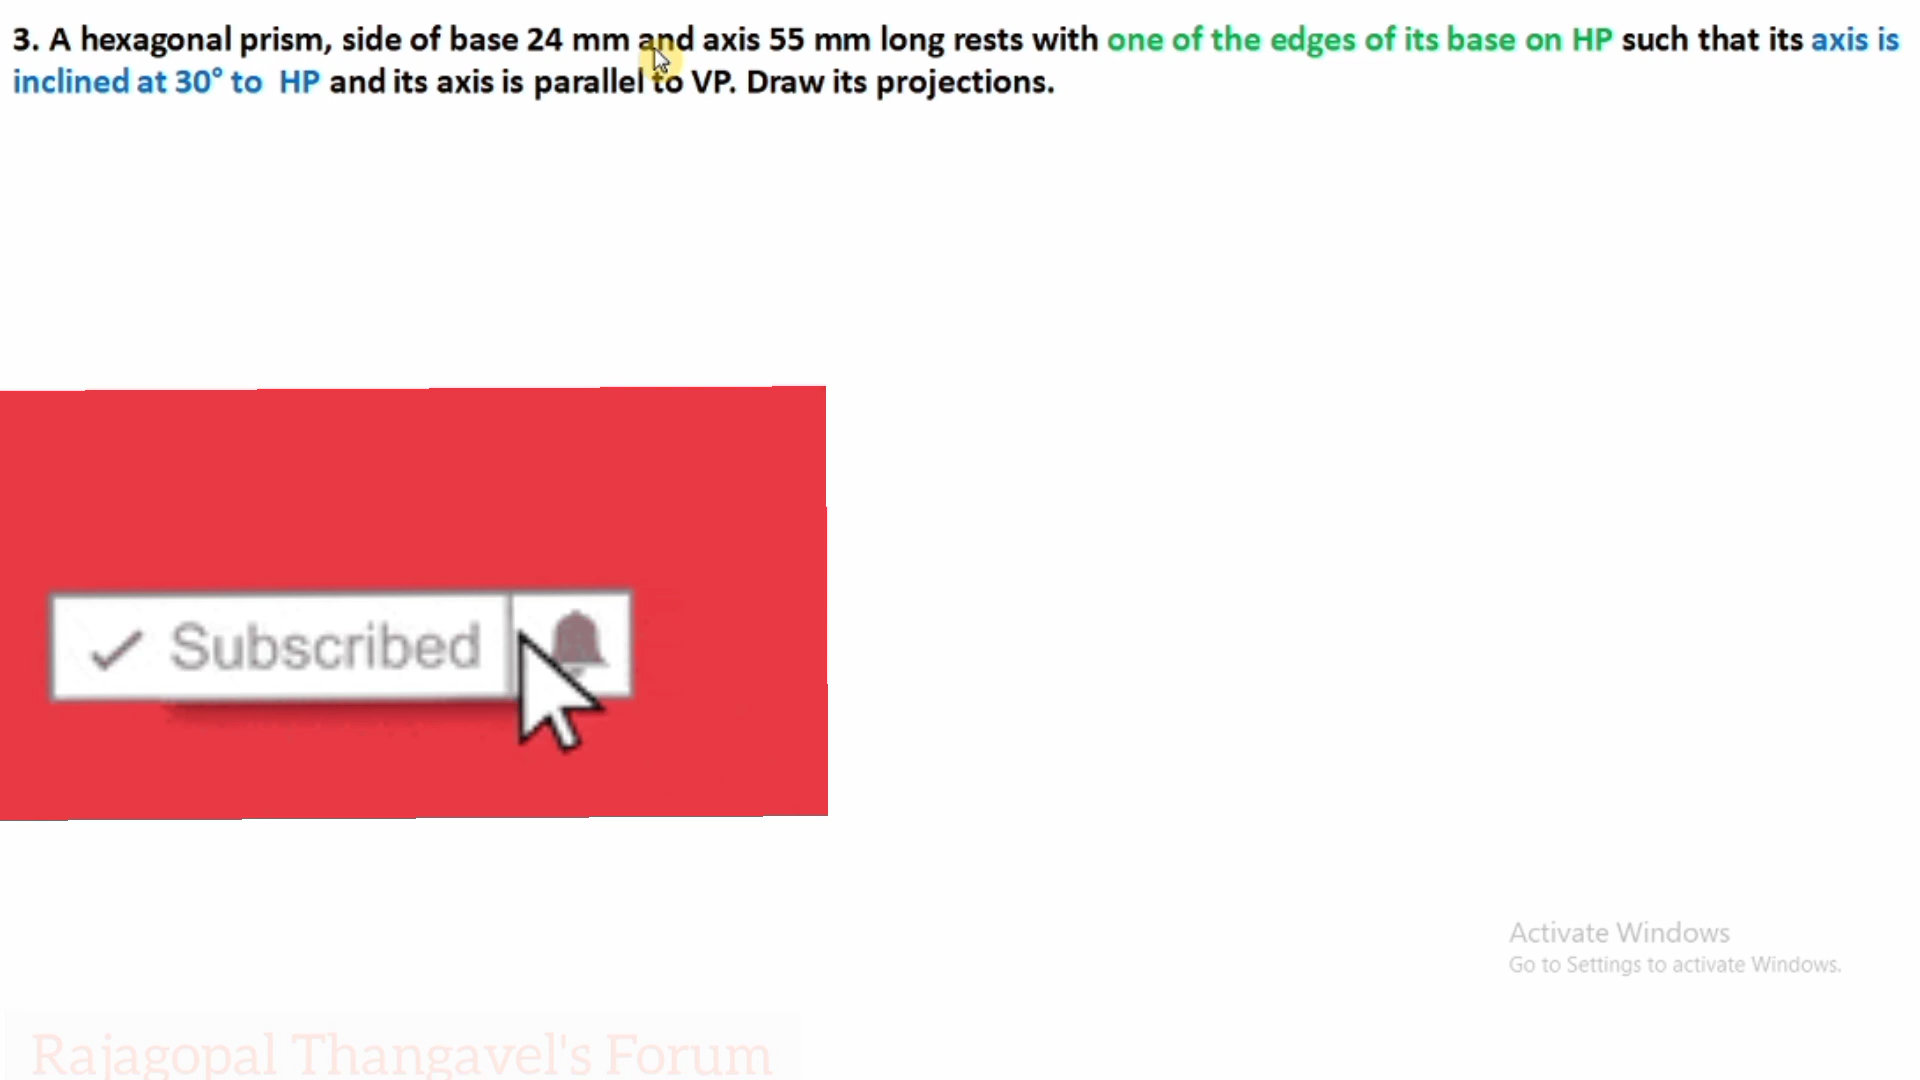 3. A hexagonal prism, side of base 24 mm and axis 55 mm long rests with one of the edges of its base on HP such that its axis is
inclined at 30° to HP and its axis is parallel to VP. Draw its projections.
Subscribed
Activate Windows
Go to Settings to activate Windows.
Rajagopal Thangavel's Forum